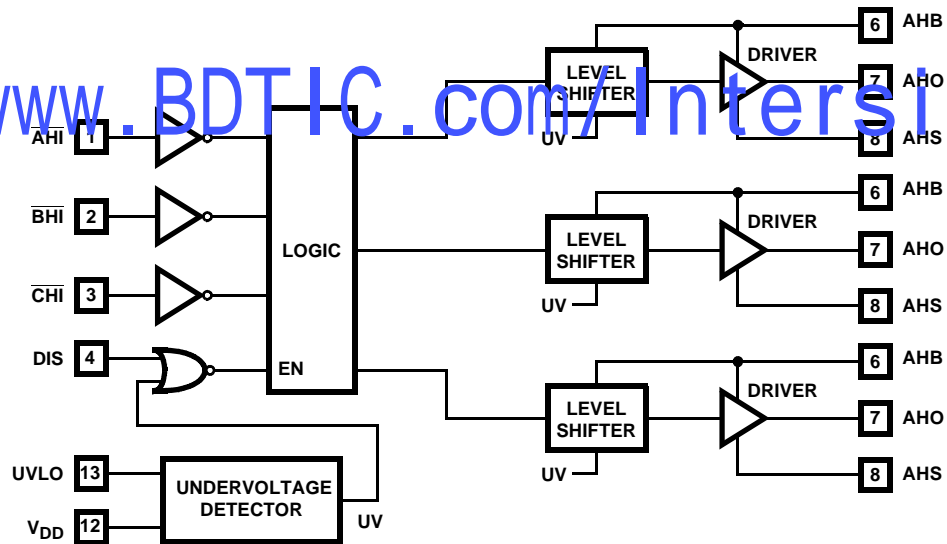 6 AHB
DRIVER
LEVEL
SHIFTER
7 AHO
www.BDTIC.com/Intersi
UV
8 AHS
AHI 1
6 AHB
BHI 2
DRIVER
LOGIC
LEVEL
SHIFTER
7 AHO
CHI 3
UV
8 AHS
DIS 4
EN
6 AHB
DRIVER
LEVEL
SHIFTER
7 AHO
UVLO 13
UNDERVOLTAGE
DETECTOR
UV
UV
8 AHS
VDD 12